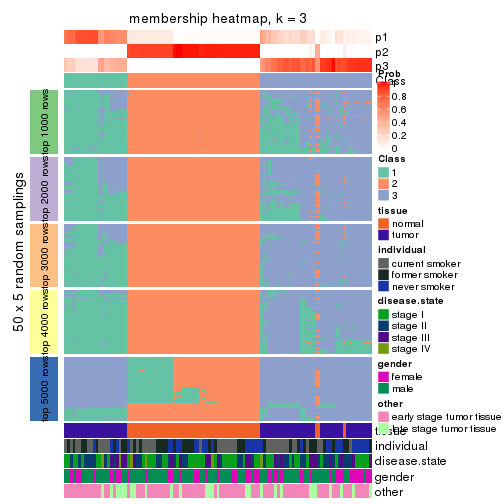 membership heatmap, k = 3
p1
p2
p3
Prob
Class
1
0.8
0.6
0.4
0.2
0
Class
1
2
3
tissue
normal
tumor
individual
current smoker
former smoker
never smoker
disease.state
stage I
stage II
stage III
stage IV
gender
female
male
other
early stage tumor tissue
late stage tumor tissue
50 x 5 random samplings
top 1000 rows
top 2000 rows
top 3000 rows
top 4000 rows
top 5000 rows
tissue
individual
disease.state
gender
other